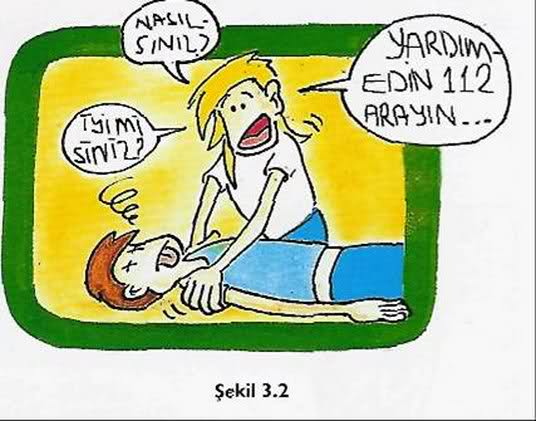 NASIL-
SINIZ?
YARDIM-
EDİN 112
ARAYIN...
İYİ Mİ
SİNİZ?
Şekil 3.2